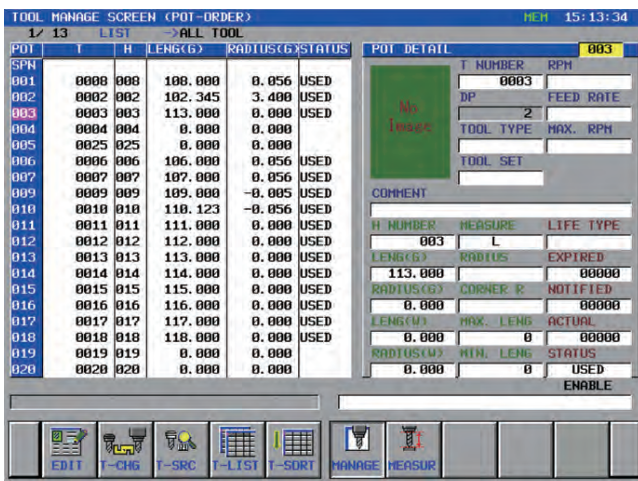 TOOL MANAGE SCREEN (POT-ORDER) MEM 15:13:34
1/ 13 LIST ->ALL TOOL
POT T H LENG(G) RADIUS(G) STATUS
SPN
001 0008 008 108.000 0.056 USED
002 0002 002 102.345 3.400 USED
003 0003 003 113.000 0.000 USED
004 0004 004 0.000 0.000
005 0025 025 0.000 0.000
006 0006 006 106.000 0.056 USED
007 0007 007 107.000 0.056 USED
009 0009 009 109.000 -0.005 USED
010 0010 010 110.123 -0.056 USED
011 0011 011 111.000 0.000 USED
012 0012 012 112.000 0.000 USED
013 0013 013 113.000 0.000 USED
014 0014 014 114.000 0.000 USED
015 0015 015 115.000 0.000 USED
016 0016 016 116.000 0.000 USED
017 0017 017 117.000 0.000 USED
018 0018 018 118.000 0.000 USED
019 0019 019 0.000 0.000
020 0020 020 0.000 0.000
POT DETAIL 003
No Image
T NUMBER RPM
0003
DP FEED RATE
2
TOOL TYPE MAX. RPM
TOOL SET
COMMENT
H NUMBER MEASURE LIFE TYPE
003 L
LENG(G) RADIUS EXPIRED
113.000 00000
RADIUS(G) CORNER R NOTIFIED
0.000 00000
LENG(W) MAX. LENG ACTUAL
0.000 0 00000
RADIUS(W) MIN. LENG STATUS
0.000 0 USED
ENABLE
EDIT T-CHG T-SRC T-LIST T-SORT MANAGE MEASUR